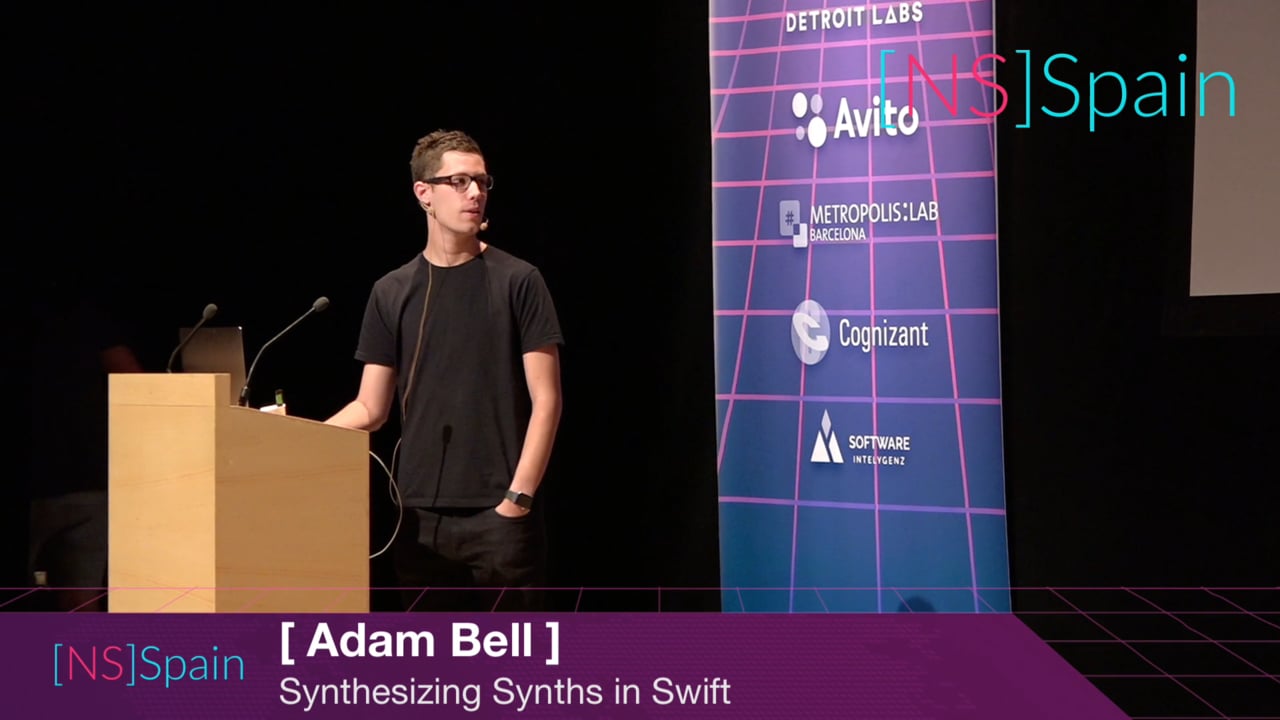 DETROIT LABS
[NS]Spain
Avito
#
METROPOLIS:LAB
BARCELONA
Cognizant
SOFTWARE
INTELYGENZ
[NS]Spain
[ Adam Bell ]
Synthesizing Synths in Swift